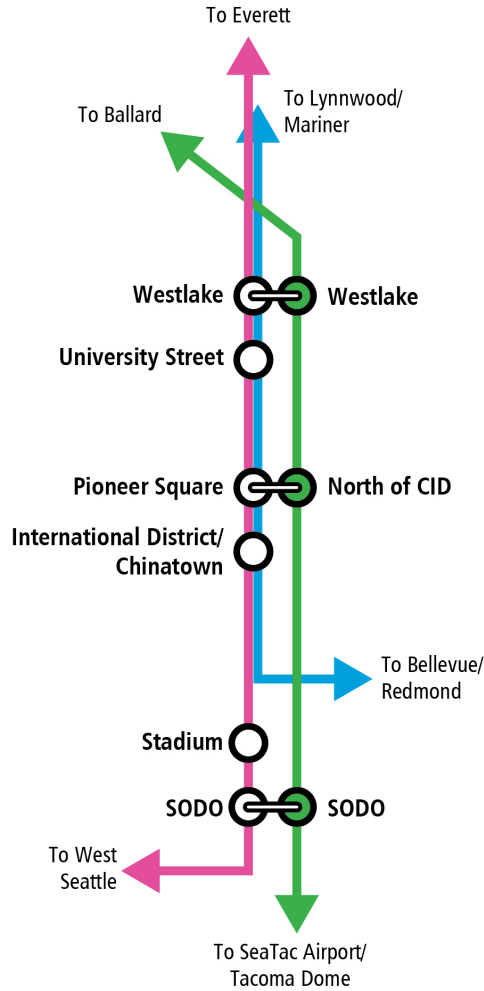 To Everett
To Lynnwood/
Mariner
To Ballard
Westlake
Westlake
University Street
Pioneer Square
North of CID
International District/
Chinatown
To Bellevue/
Redmond
Stadium
SODO
SODO
To West
Seattle
To SeaTac Airport/
Tacoma Dome